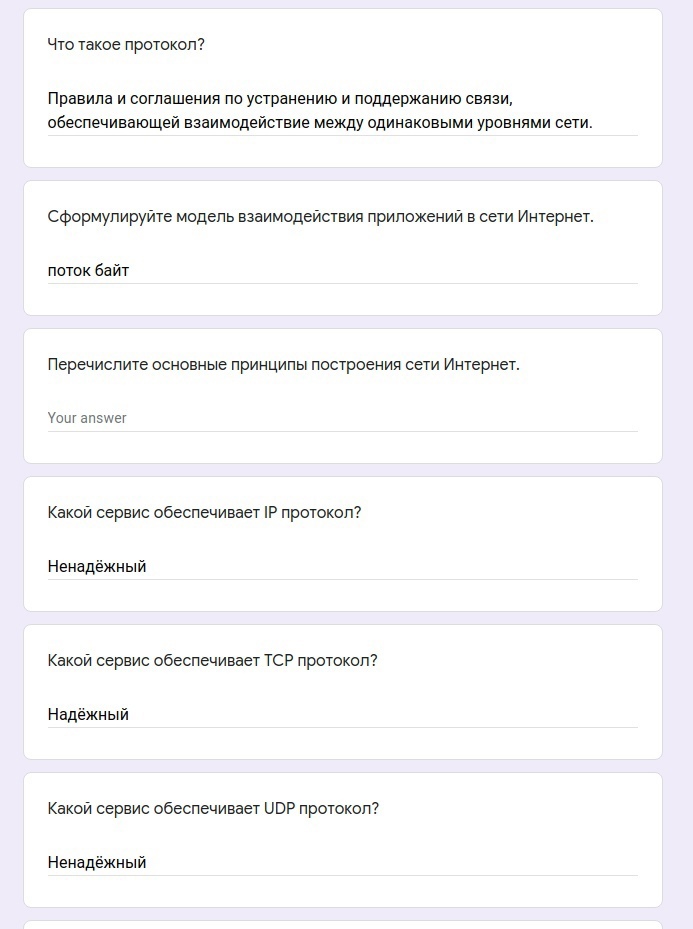 Что такое протокол?
Правила и соглашения по устранению и поддержанию связи,
обеспечивающей взаимодействие между одинаковыми уровнями сети.
Сформулируйте модель взаимодействия приложений в сети Интернет.
поток байт
Перечислите основные принципы построения сети Интернет.
Your answer
Какой сервис обеспечивает IP протокол?
Ненадёжный
Какой сервис обеспечивает TCP протокол?
Надёжный
Какой сервис обеспечивает UDP протокол?
Ненадёжный